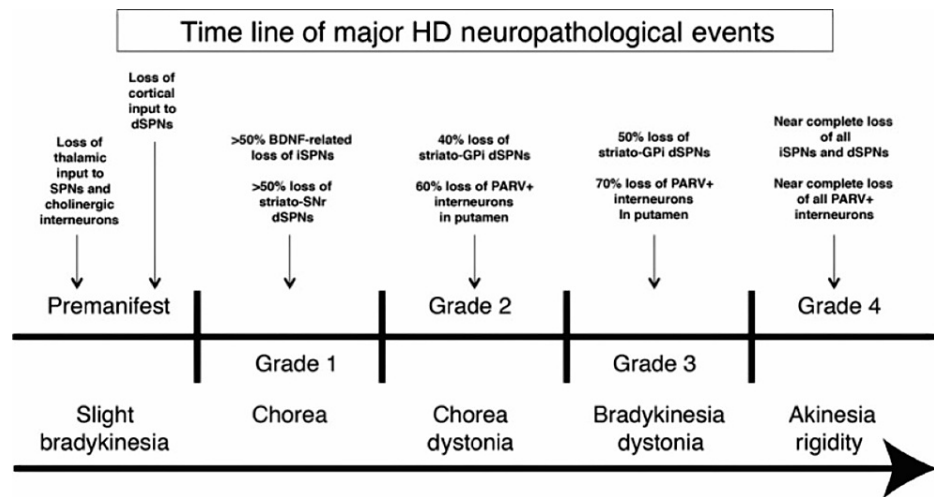 Time line of major HD neuropathological events
Loss of
thalamic
input to
SPNs and
cholinergic
interneurons
Loss of
cortical
input to
dSPNs
>50% BDNF-related
loss of iSPNs
>50% loss of
striato-SNr
dSPNs
40% loss of
striato-GPi dSPNs
60% loss of PARV+
interneurons
in putamen
50% loss of
striato-GPi dSPNs
70% loss of PARV+
interneurons
In putamen
Near complete loss
of all
iSPNs and dSPNs
Near complete loss
of all PARV+
interneurons
Premanifest
Grade 1
Grade 2
Grade 3
Grade 4
Slight
bradykinesia
Chorea
Chorea
dystonia
Bradykinesia
dystonia
Akinesia
rigidity